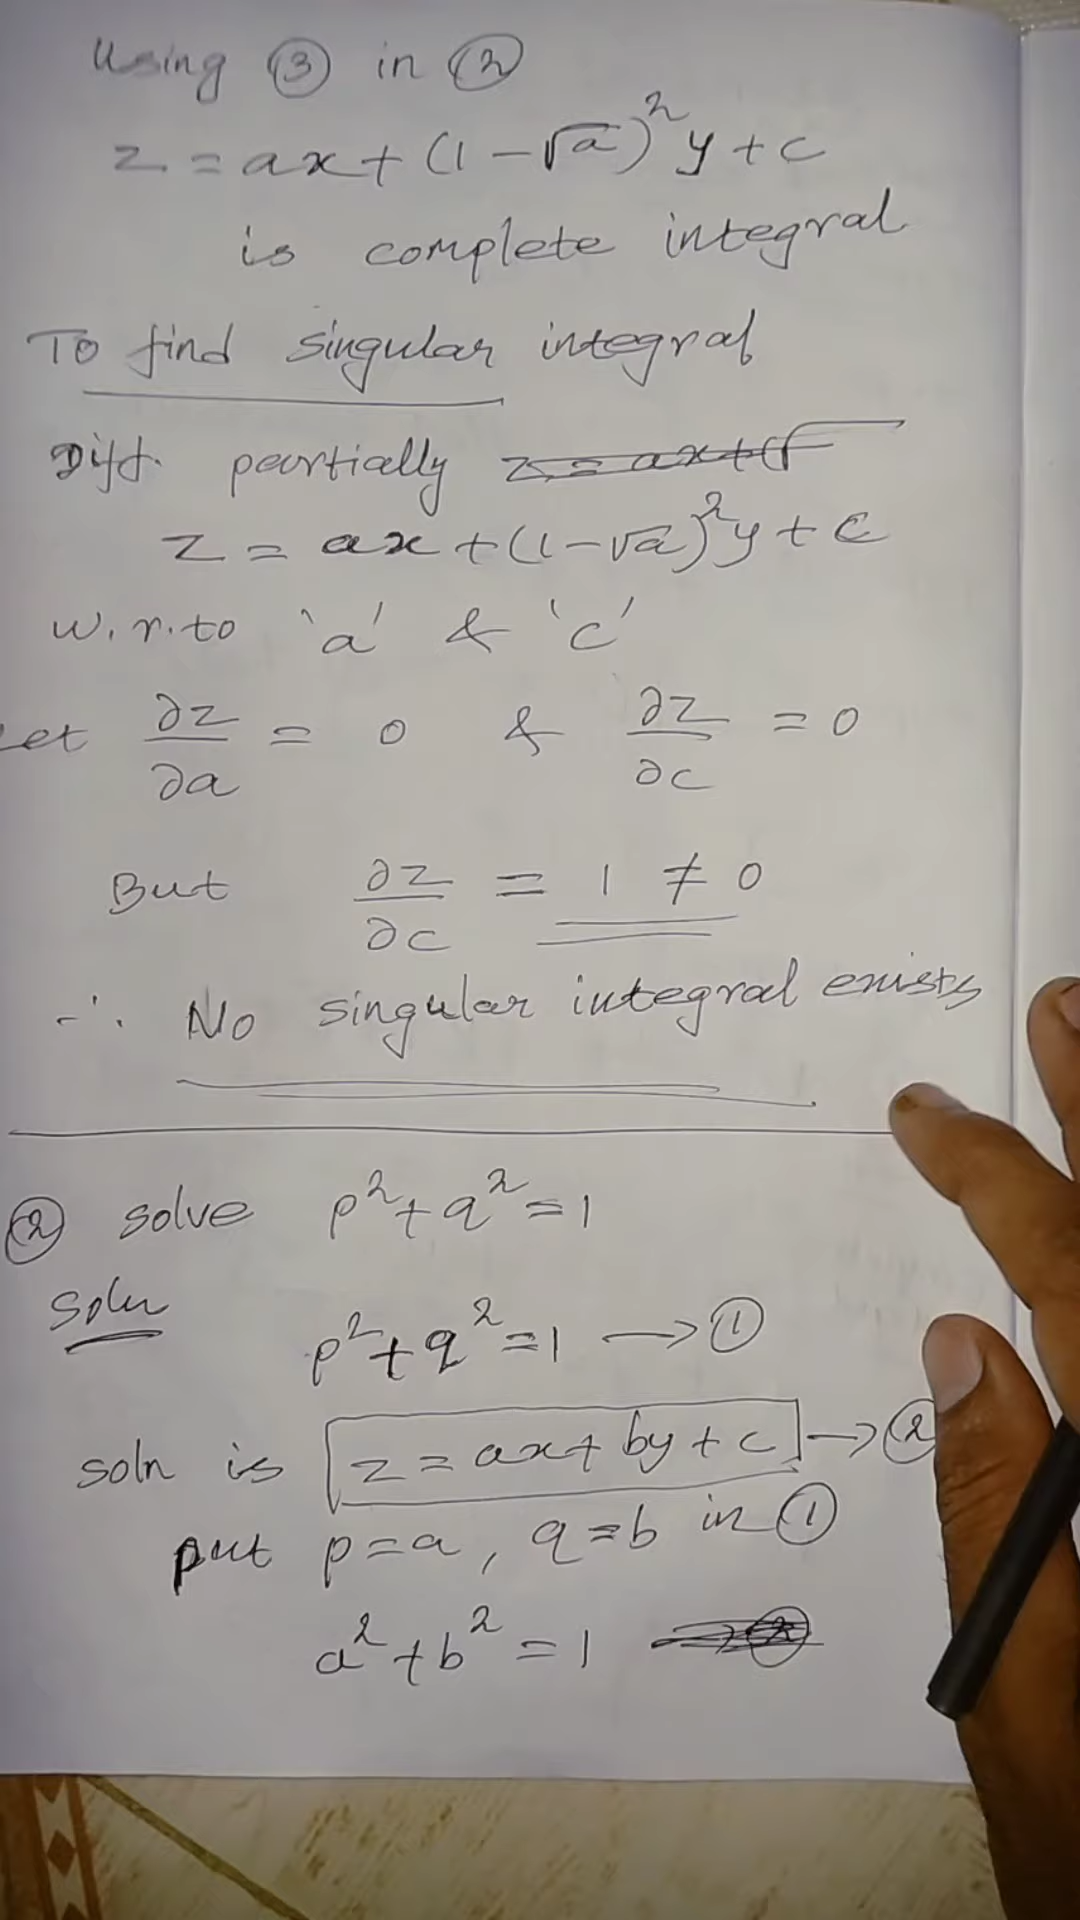 Using ③ in ②
z = ax + (1 - √a)² y + c
is complete integral
To find singular integral
Diff. partially z = ax + (√
z = ax + (1 - √a)² y + c
w.r.to 'a' & 'c'
Let ∂z/∂a = 0 & ∂z/∂c = 0
But ∂z/∂c = 1 ≠ 0
∴ No singular integral exists
② solve p² + q² = 1
Soln
p² + q² = 1 → ①
soln is z = ax + by + c → ②
put p = a, q = b in ①
a² + b² = 1